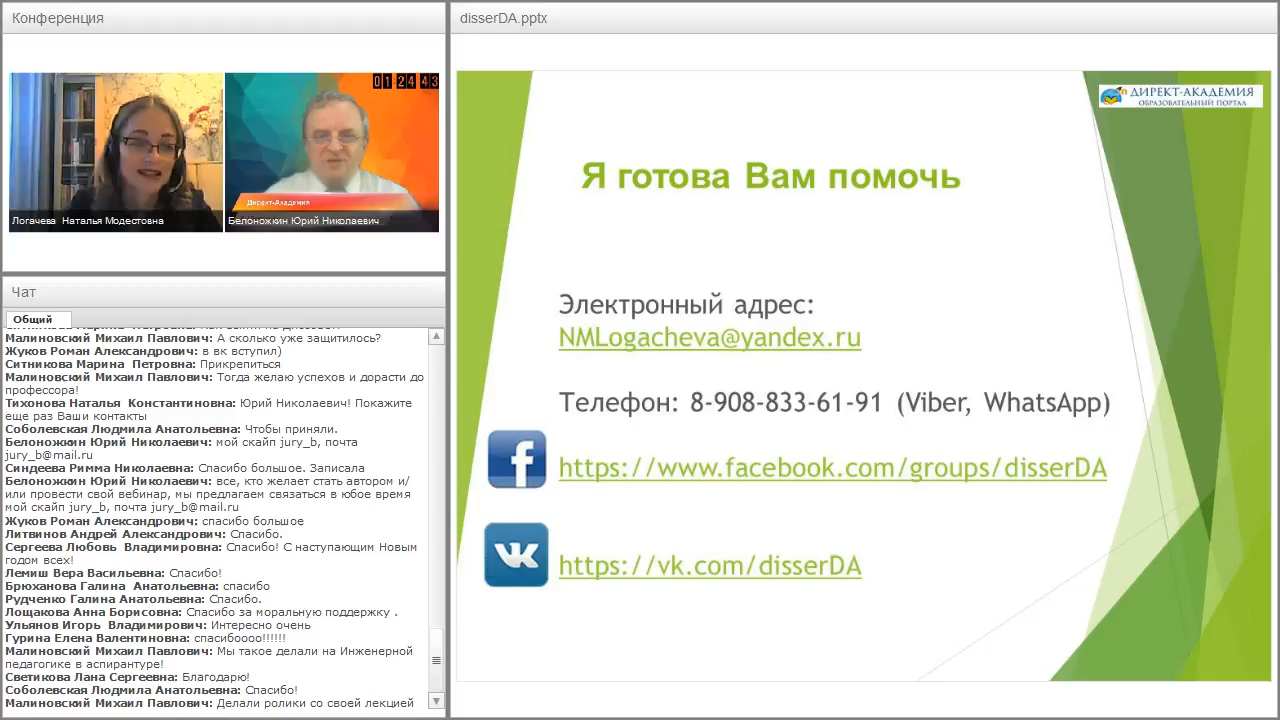 Конференция
01:24:43
Директ-Академия
Логачева Наталья Модестовна
Белоножкин Юрий Николаевич
Чат
Общий
Малиновский Михаил Павлович: А сколько уже защитилось?
Жуков Роман Александрович: в вк вступил)
Ситникова Марина Петровна: Прикрепиться
Малиновский Михаил Павлович: Тогда желаю успехов и дорасти до
профессора!
Тихонова Наталья Константиновна: Юрий Николаевич! Покажите
еще раз Ваши контакты
Соболевская Людмила Анатольевна: Чтобы приняли.
Белоножкин Юрий Николаевич: мой скайп jury_b, почта
jury_b@mail.ru
Синдеева Римма Николаевна: Спасибо большое. Записала
Белоножкин Юрий Николаевич: все, кто желает стать автором и/
или провести свой вебинар, мы предлагаем связаться в юбое время
мой скайп jury_b, почта jury_b@mail.ru
Жуков Роман Александрович: спасибо большое
Литвинов Андрей Александрович: Спасибо.
Сергеева Любовь Владимировна: Спасибо! С наступающим Новым
годом всех!
Лемиш Вера Васильевна: Спасибо!
Брюханова Галина Анатольевна: спасибо
Рудченко Галина Анатольевна: Спасибо.
Лощакова Анна Борисовна: Спасибо за моральную поддержку .
Ульянов Игорь Владимирович: Интересно очень
Гурина Елена Валентиновна: спасибоооо!!!!!!
Малиновский Михаил Павлович: Мы такое делали на Инженерной
педагогике в аспирантуре!
Светикова Лана Сергеевна: Благодарю!
Соболевская Людмила Анатольевна: Спасибо!
Малиновский Михаил Павлович: Делали ролики со своей лекцией
disserDA.pptx
ДИРЕКТ-АКАДЕМИЯ
ОБРАЗОВАТЕЛЬНЫЙ ПОРТАЛ
Я готова Вам помочь
Электронный адрес:
NMLogacheva@yandex.ru
Телефон: 8-908-833-61-91 (Viber, WhatsApp)
https://www.facebook.com/groups/disserDA
https://vk.com/disserDA